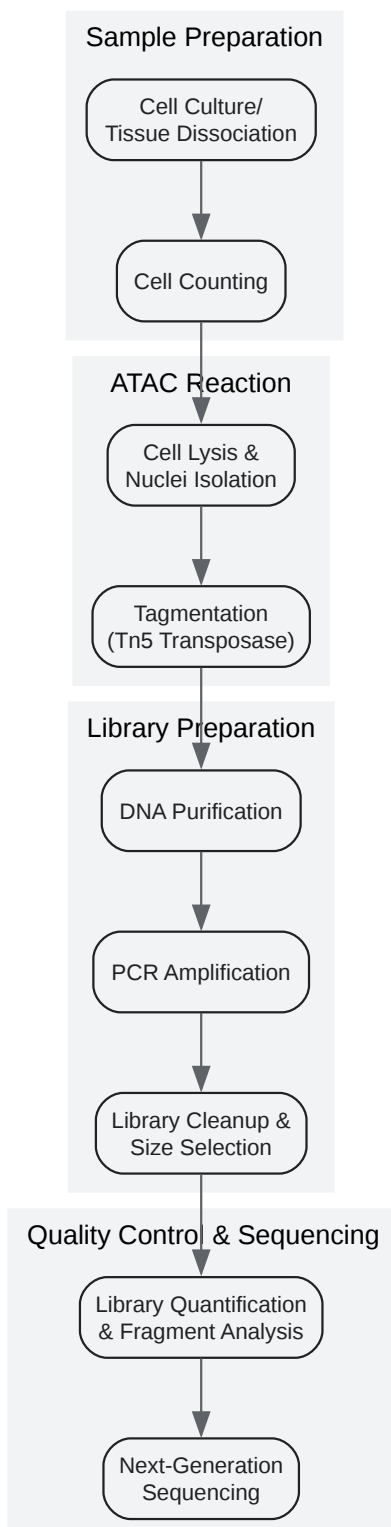 Sample Preparation
Cell Culture/
Tissue Dissociation
Cell Counting
ATAC Reaction
Cell Lysis &
Nuclei Isolation
Tagmentation
(Tn5 Transposase)
Library Preparation
DNA Purification
PCR Amplification
Library Cleanup &
Size Selection
Quality Control & Sequencing
Library Quantification
& Fragment Analysis
Next-Generation
Sequencing